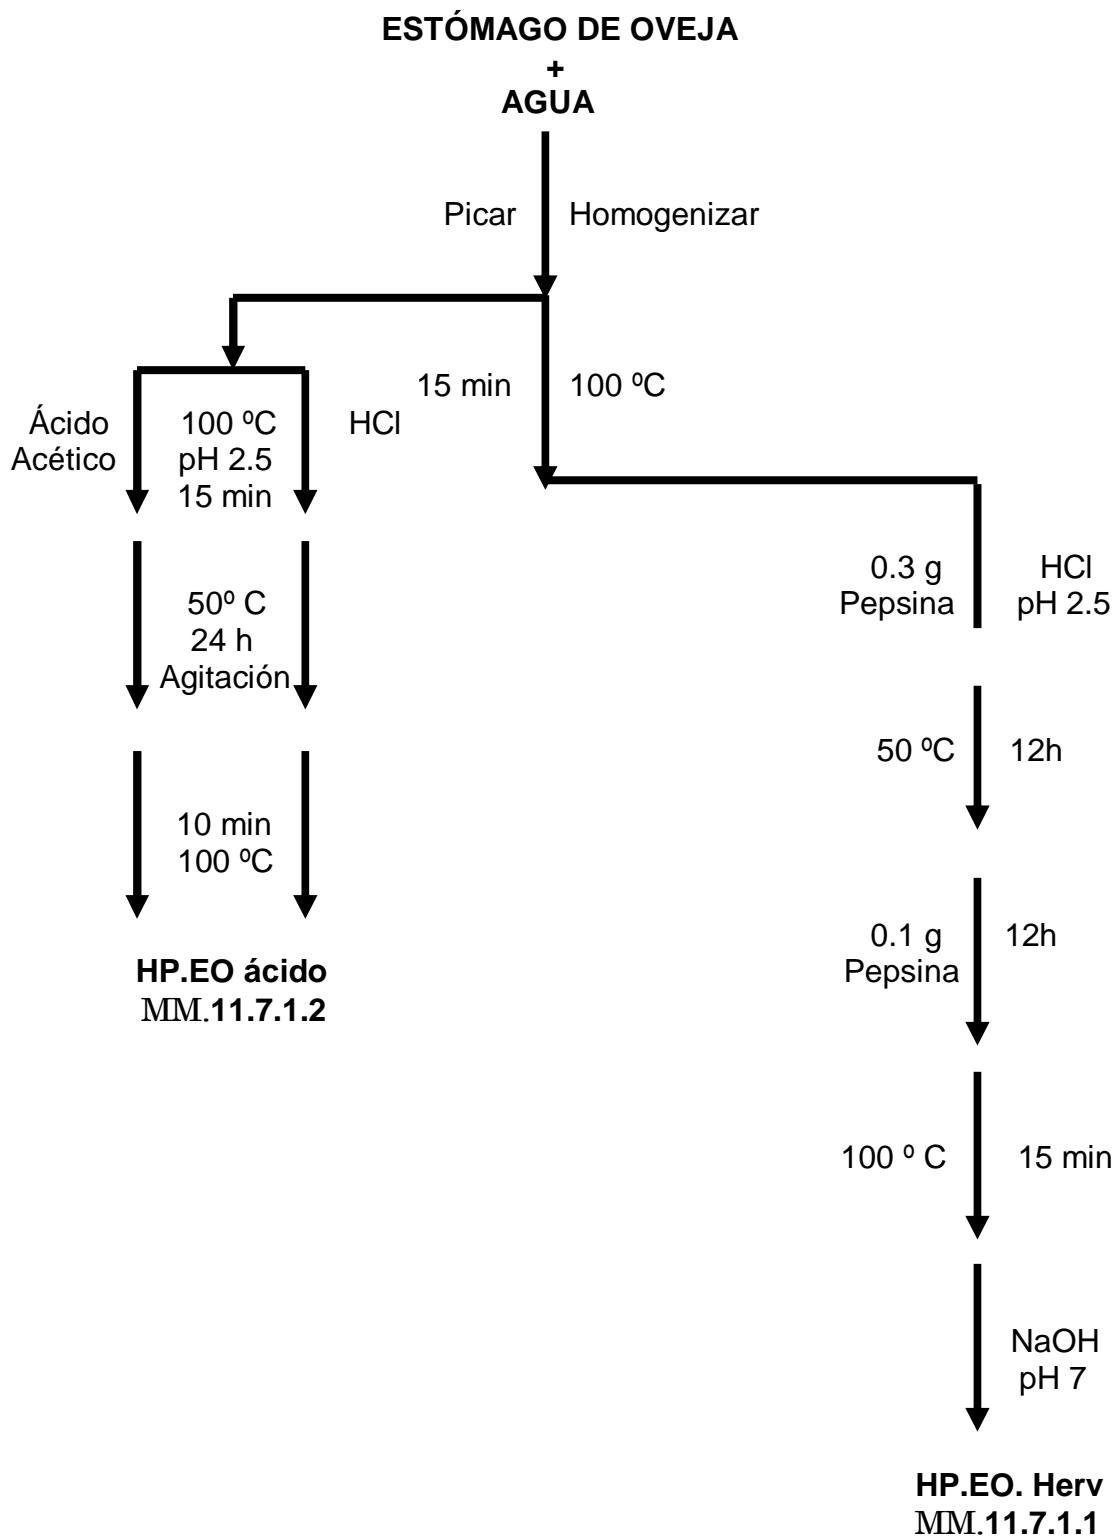 ESTÓMAGO DE OVEJA
+
AGUA
Picar
Homogenizar
15 min
100 ºC
Ácido
Acético
100 ºC
pH 2.5
15 min
HCl
50º C
24 h
Agitación
10 min
100 ºC
HP.EO ácido
MM.11.7.1.2
0.3 g
Pepsina
HCl
pH 2.5
50 ºC
12h
0.1 g
Pepsina
12h
100 º C
15 min
NaOH
pH 7
HP.EO. Herv
MM.11.7.1.1